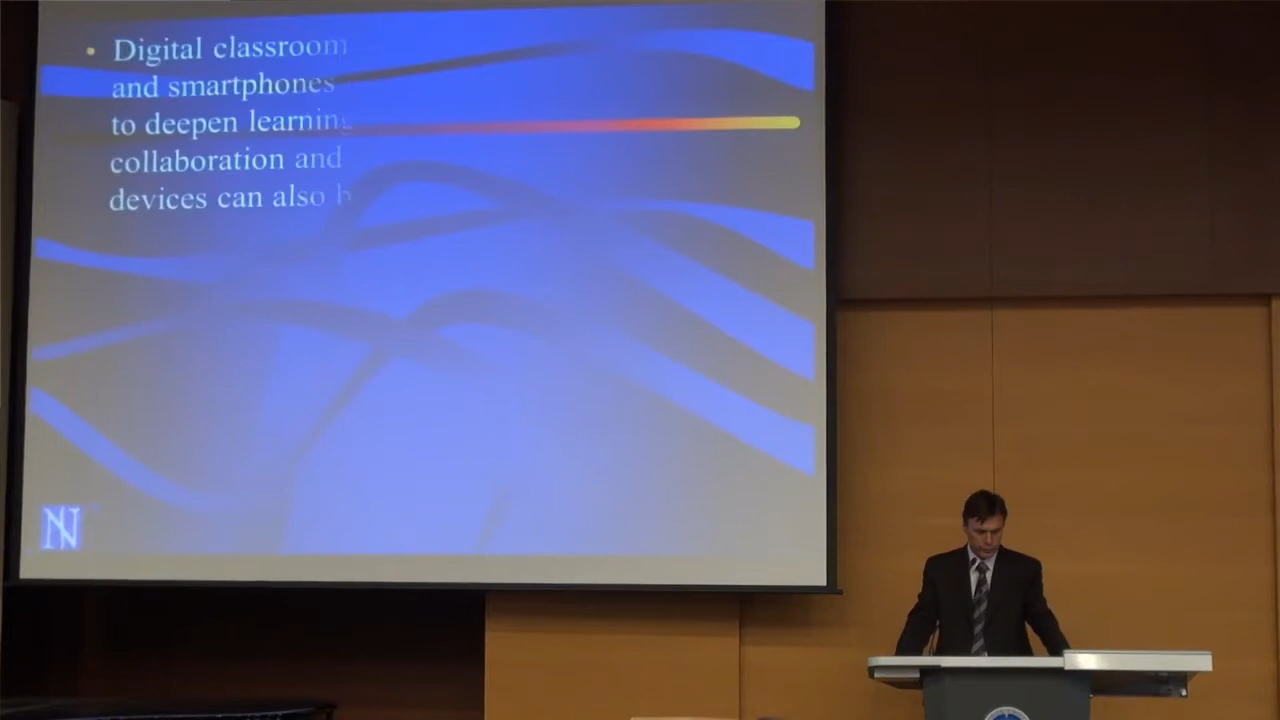 • Digital classroom
and smartphones
to deepen learning
collaboration and
devices can also